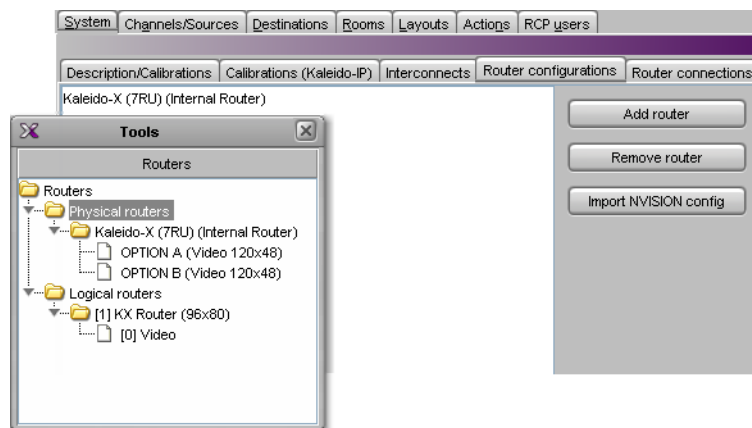 System Channels/Sources Destinations Rooms Layouts Actions RCP users
Description/Calibrations Calibrations (Kaleido-IP) Interconnects Router configurations Router connections
Kaleido-X (7RU) (Internal Router)
Add router
Remove router
Import NVISION config
Tools
Routers
Routers
Physical routers
Kaleido-X (7RU) (Internal Router)
OPTION A (Video 120x48)
OPTION B (Video 120x48)
Logical routers
[1] KX Router (96x80)
[0] Video